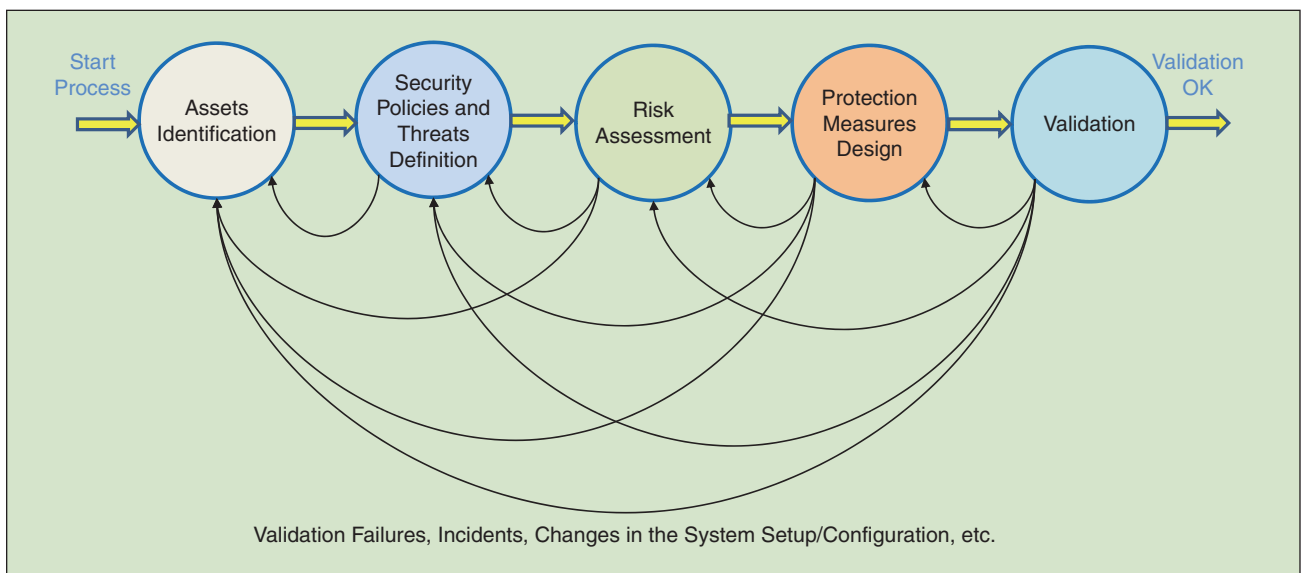 Start
Process
Assets
Identification
Security
Policies and
Threats
Definition
Risk
Assessment
Protection
Measures
Design
Validation
Validation
OK
Validation Failures, Incidents, Changes in the System Setup/Configuration, etc.